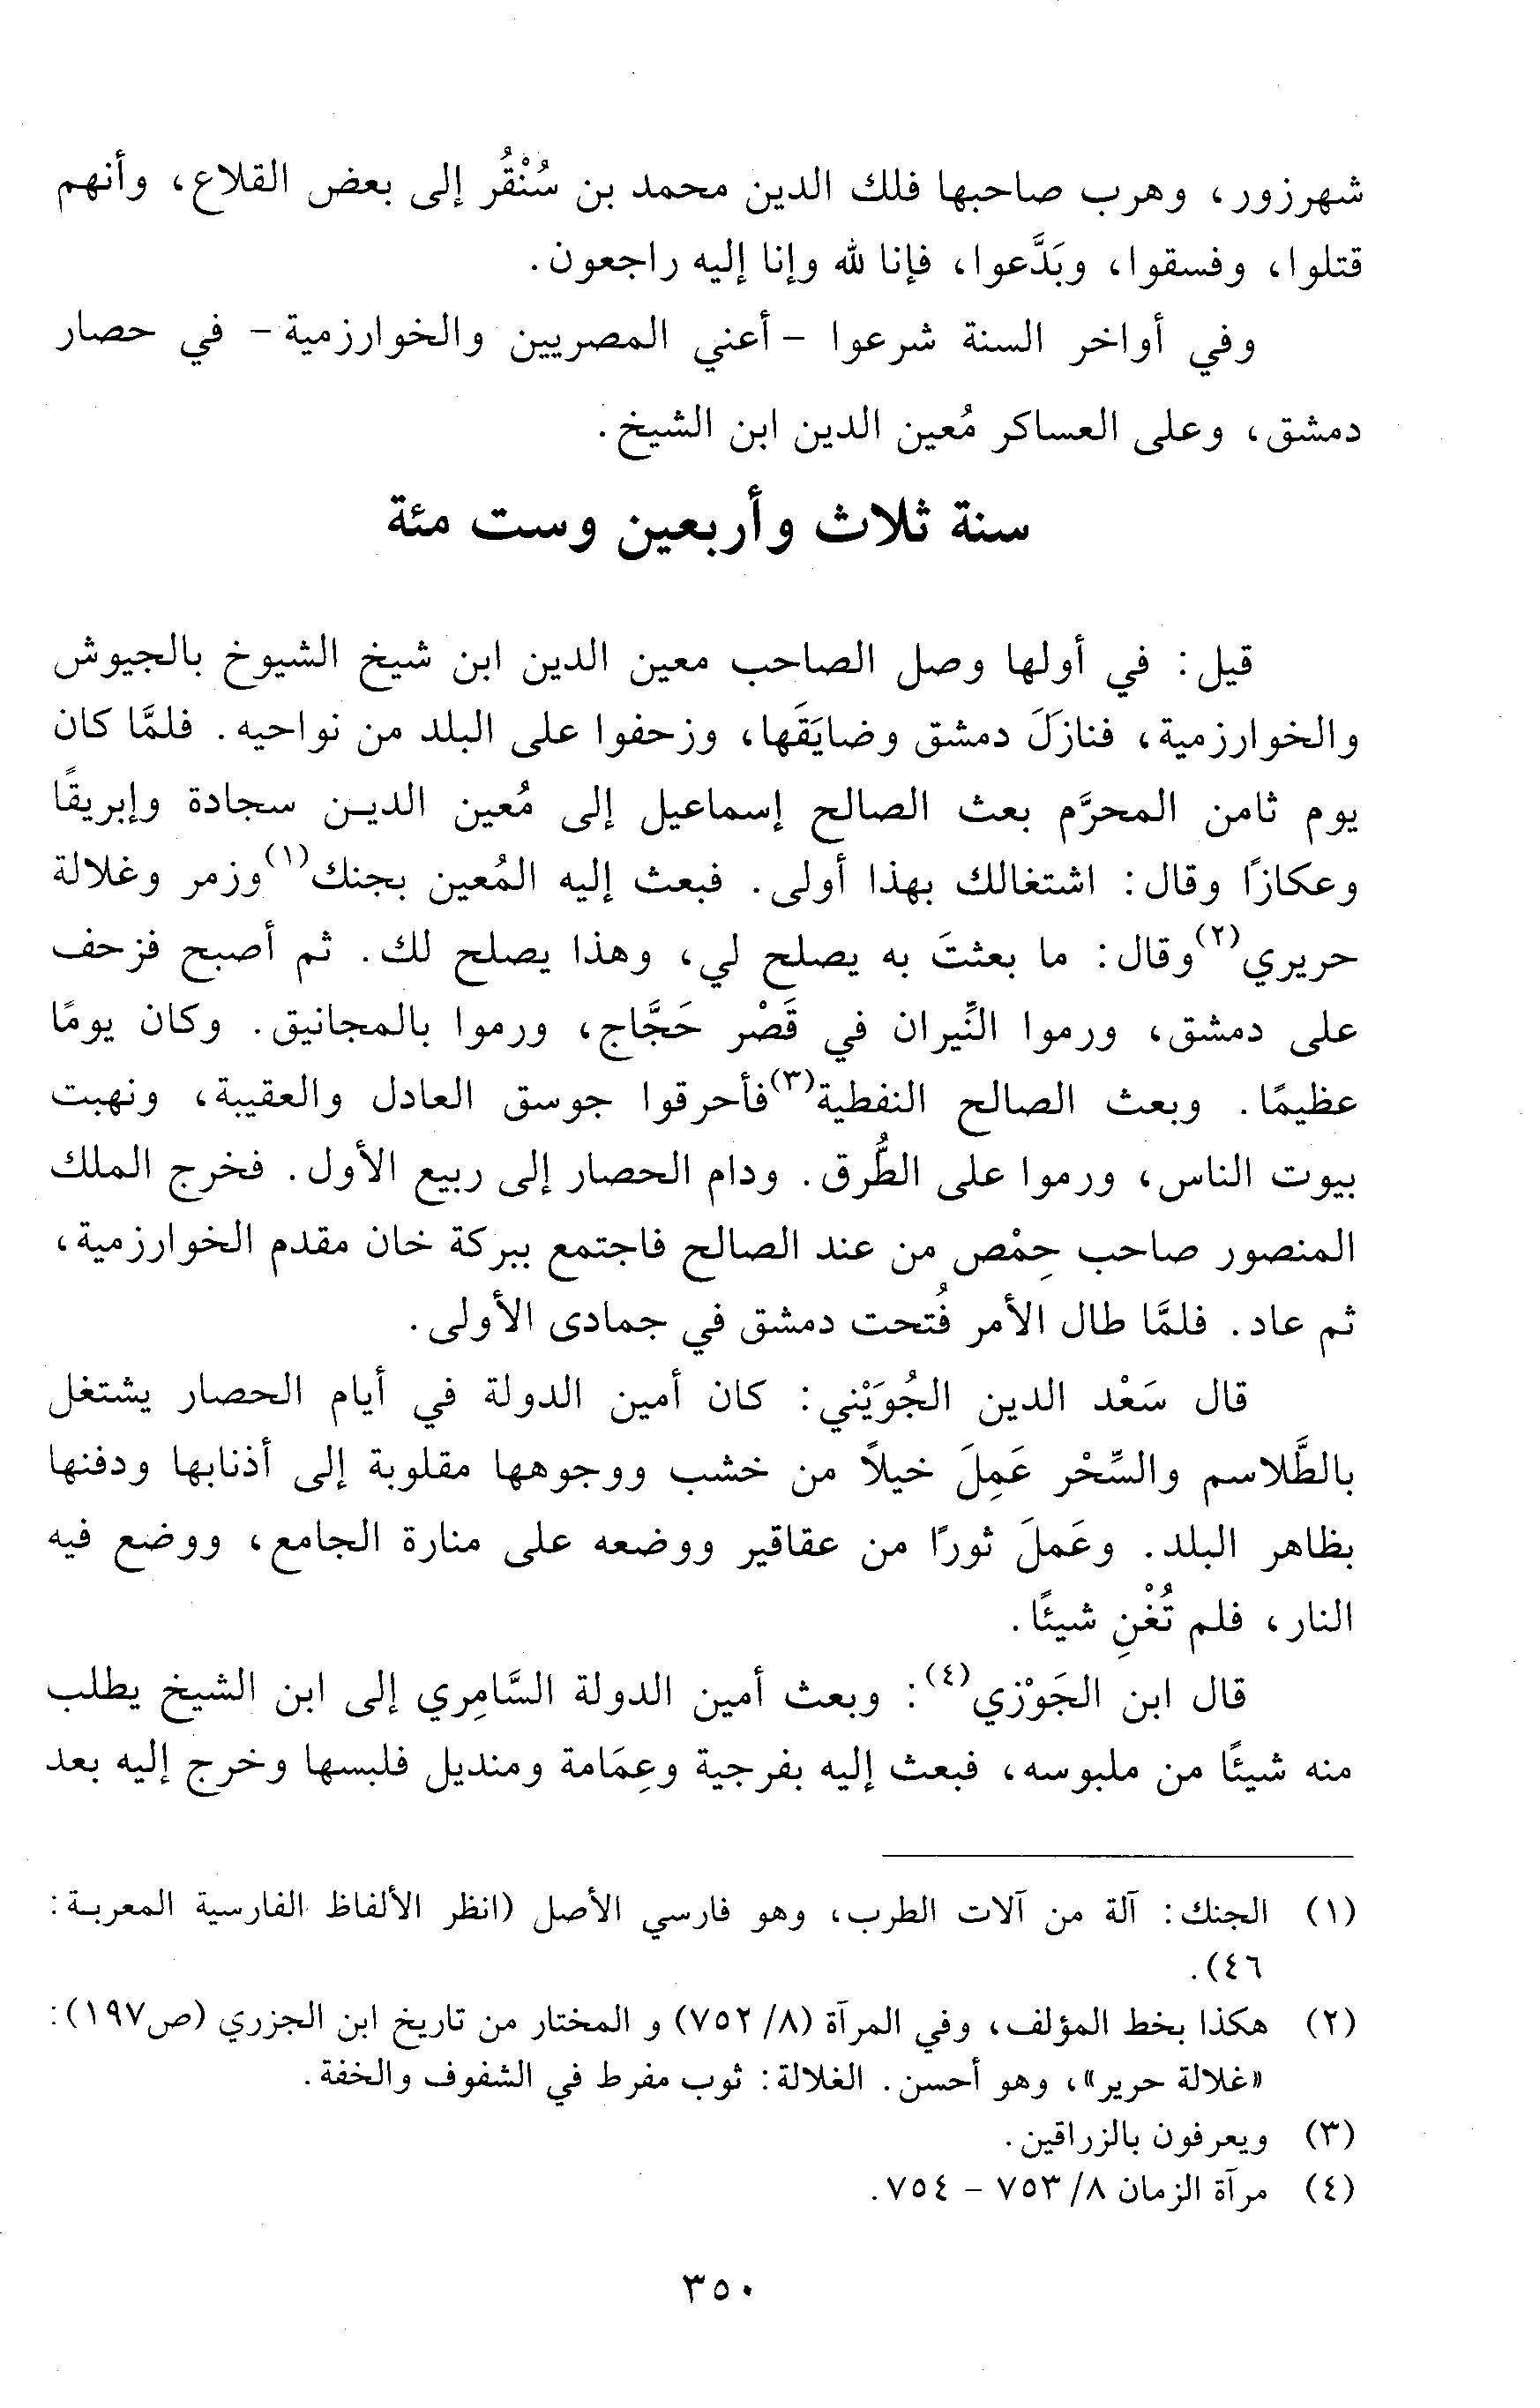 شهرزور، وهرب صاحبها فلك الدين محمد بن سُنْقُر إلى بعض القلاع، وأنهم
قتلوا، وفسقوا، وبَدَّعوا، فإنا لله وإنا إليه راجعون.
وفي أواخر السنة شرعوا - أعني المصريين والخوارزمية - في حصار
دمشق، وعلى العساكر مُعين الدين ابن الشيخ.
سنة ثلاث وأربعين وست مئة
قيل: في أولها وصل الصاحب معين الدين ابن شيخ الشيوخ بالجيوش
والخوارزمية، فنازَلَ دمشق وضايَقَها، وزحفوا على البلد من نواحيه. فلمَّا كان
يوم ثامن المحرَّم بعث الصالح إسماعيل إلى مُعين الديـن سجادة وإبريقًا
وعكازًا وقال: اشتغالك بهذا أولى. فبعث إليه المُعين بجنك(١) وزمر وغلالة
حريري(٢) وقال: ما بعثتَ به يصلح لي، وهذا يصلح لك. ثم أصبح فزحف
على دمشق، ورموا النِّيران في قَصْر حَجَّاج، ورموا بالمجانيق. وكان يومًا
عظيمًا. وبعث الصالح النفطية(٣) فأحرقوا جوسق العادل والعقيبة، ونهبت
بيوت الناس، ورموا على الطُّرق. ودام الحصار إلى ربيع الأول. فخرج الملك
المنصور صاحب حِمْص من عند الصالح فاجتمع ببركة خان مقدم الخوارزمية،
ثم عاد. فلمَّا طال الأمر فُتحت دمشق في جمادى الأولى.
قال سَعْد الدين الجُوَيْني: كان أمين الدولة في أيام الحصار يشتغل
بالطَّلاسم والسِّحْر عَمِلَ خيلاً من خشب ووجوهها مقلوبة إلى أذنابها ودفنها
بظاهر البلد. وعَملَ ثورًا من عقاقير ووضعه على منارة الجامع، ووضع فيه
النار، فلم تُغْنِ شيئًا.
قال ابن الجَوْزي(٤): وبعث أمين الدولة السَّامِري إلى ابن الشيخ يطلب
منه شيئًا من ملبوسه، فبعث إليه بفرجية وعِمَامة ومنديل فلبسها وخرج إليه بعد
(١) الجنك: آلة من آلات الطرب، وهو فارسي الأصل (انظر الألفاظ الفارسية المعربـة:
٤٦).
(٢) هكذا بخط المؤلف، وفي المرآة (٨/ ٧٥٢) و المختار من تاريخ ابن الجزري (ص١٩٧):
«غلالة حرير»، وهو أحسن. الغلالة: ثوب مفرط في الشفوف والخفة.
(٣) ويعرفون بالزراقين.
(٤) مرآة الزمان ٨/ ٧٥٣ - ٧٥٤.
٣٥٠